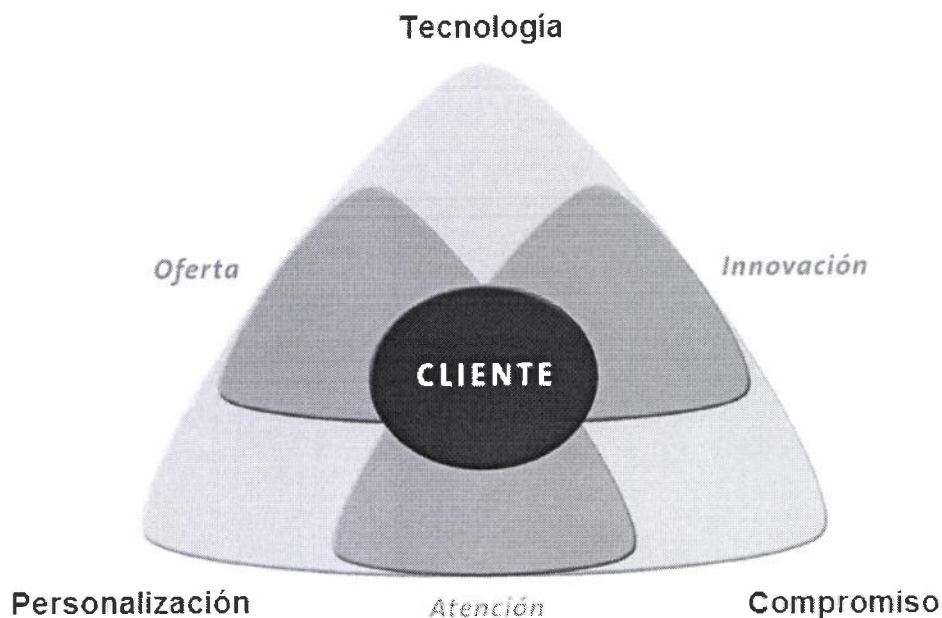 Tecnología
Oferta
Innovación
CLIENTE
Personalización
Atención
Compromiso